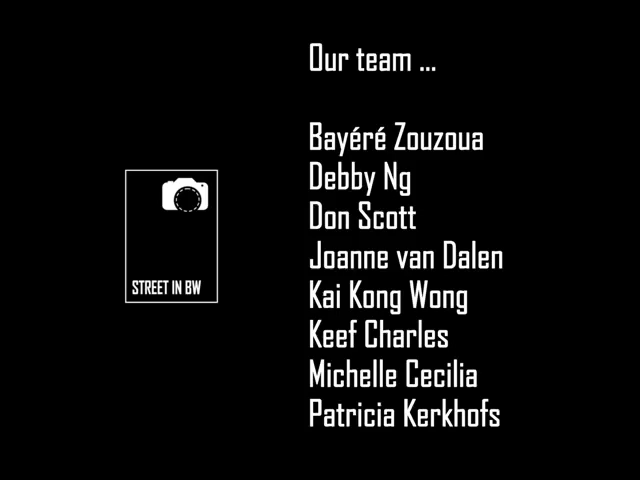 Our team ...
Bayéré Zouzoua
Debby Ng
Don Scott
Joanne van Dalen
Kai Kong Wong
Keef Charles
Michelle Cecilia
Patricia Kerkhofs
STREET IN BW